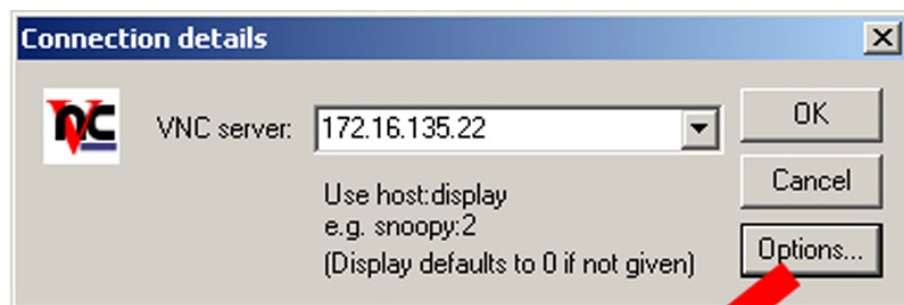 Connection details
VNC
VNC server:
172.16.135.22
OK
Use host:display
e.g. snoopy:2
(Display defaults to 0 if not given)
Cancel
Options...